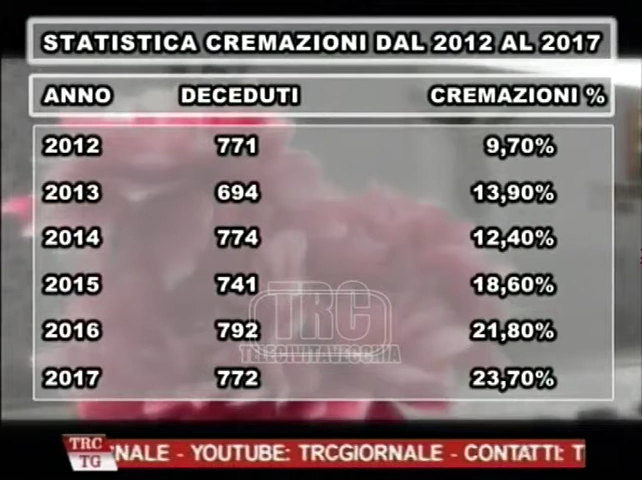 STATISTICA CREMAZIONI DAL 2012 AL 2017
ANNO DECEDUTI CREMAZIONI %
2012 771 9,70%
2013 694 13,90%
2014 774 12,40%
2015 741 18,60%
2016 792 21,80%
2017 772 23,70%
TRC
TELECIVITAVECCHIA
TRC
TG
RNALE - YOUTUBE: TRCGIORNALE - CONTATTI: T